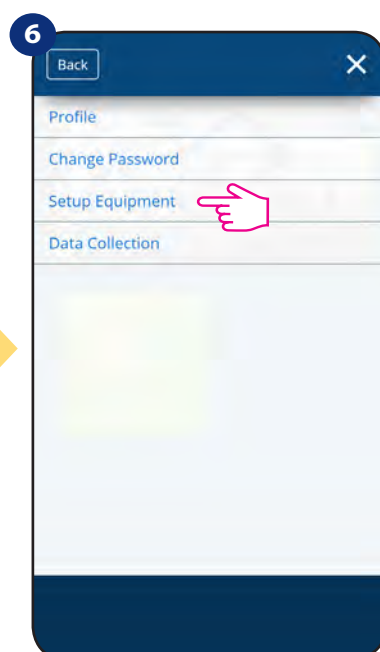 6
Back
Profile
Change Password
Setup Equipment
Data Collection